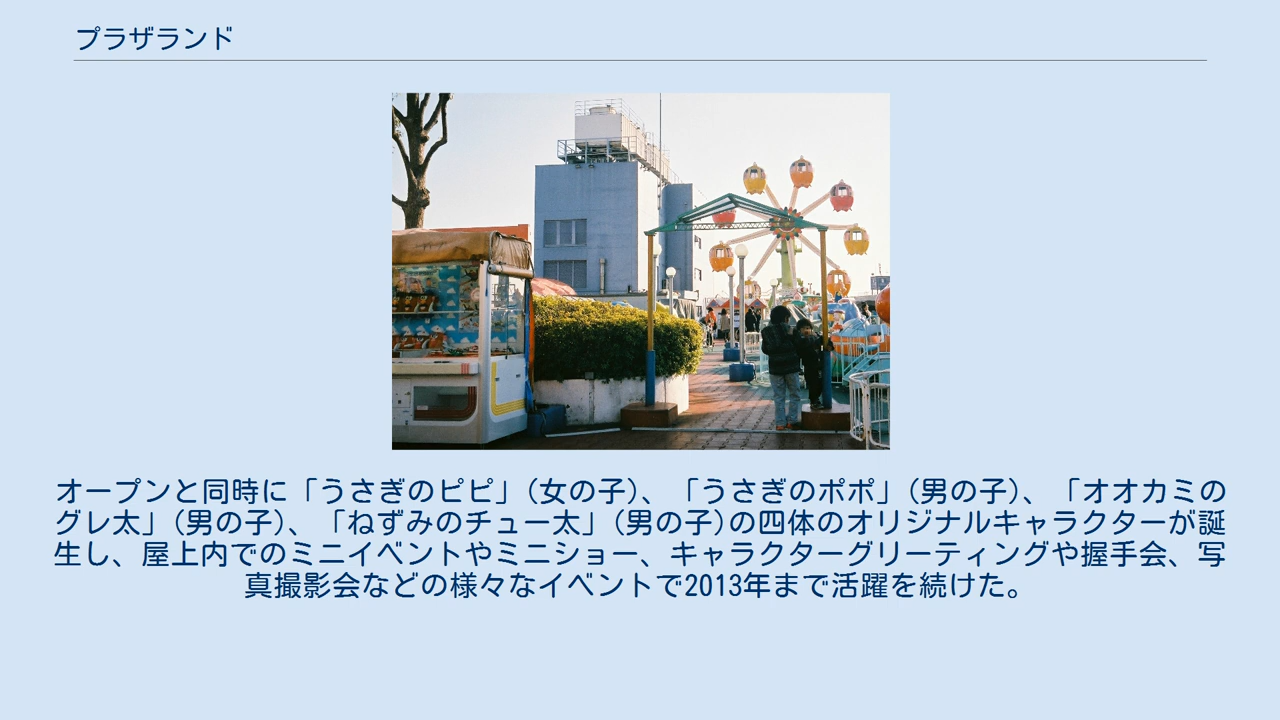 プラザランド
オープンと同時に「うさぎのピピ」(女の子)、「うさぎのポポ」(男の子)、「オオカミの
グレ太」(男の子)、「ねずみのチュー太」(男の子)の四体のオリジナルキャラクターが誕
生し、屋上内でのミニイベントやミニショー、キャラクターグリーティングや握手会、写
真撮影会などの様々なイベントで2013年まで活躍を続けた。